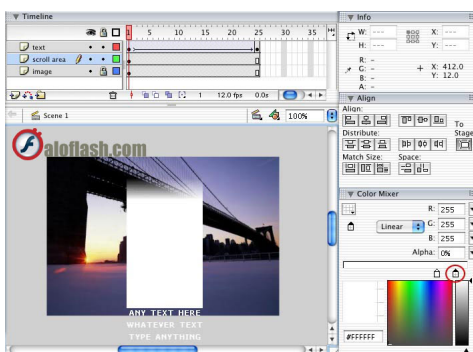 Timeline
1 5 10 15 20 25 30 35
text
scroll area
image
1 12.0 fps 0.0s
Scene 1
100%
aloflash.com
ANY TEXT HERE
WHATEVER TEXT
TYPE ANYTHING
Info
W: --- X: ---
H: --- Y: ---
R: -
G: - X: 412.0
B: - Y: 12.0
A: -
Align
Align:
To
Distribute: Stage
Match Size: Space:
Color Mixer
R: 255
Linear G: 255
B: 255
Alpha: 0%
#FFFFFF